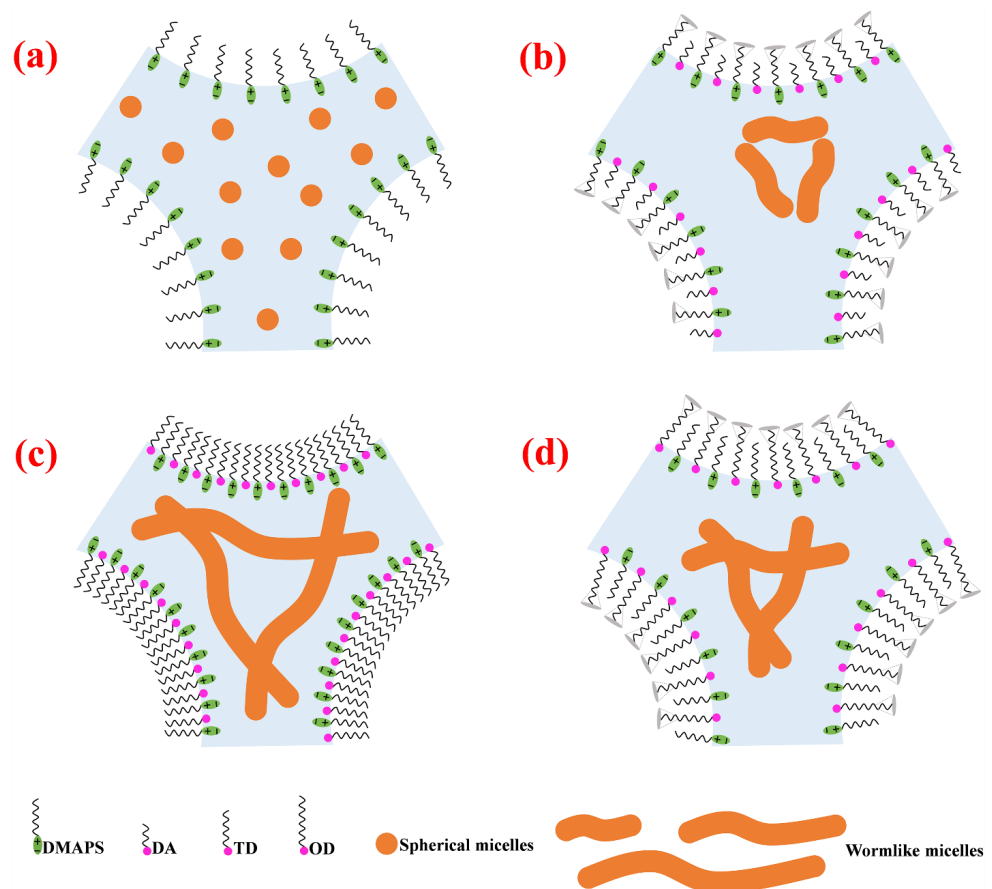 (a)
(b)
(c)
(d)
DMAPS
DA
TD
OD
Spherical micelles
Wormlike micelles